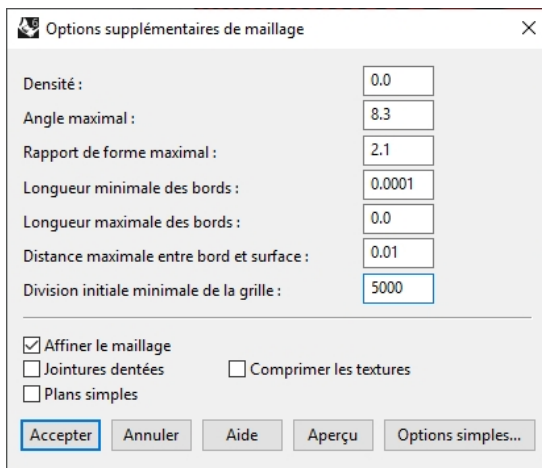 Options supplémentaires de maillage
Densité : 0.0
Angle maximal : 8.3
Rapport de forme maximal : 2.1
Longueur minimale des bords : 0.0001
Longueur maximale des bords : 0.0
Distance maximale entre bord et surface : 0.01
Division initiale minimale de la grille : 5000
Affiner le maillage
Jointures dentées Comprimer les textures
Plans simples
Accepter Annuler Aide Aperçu Options simples...